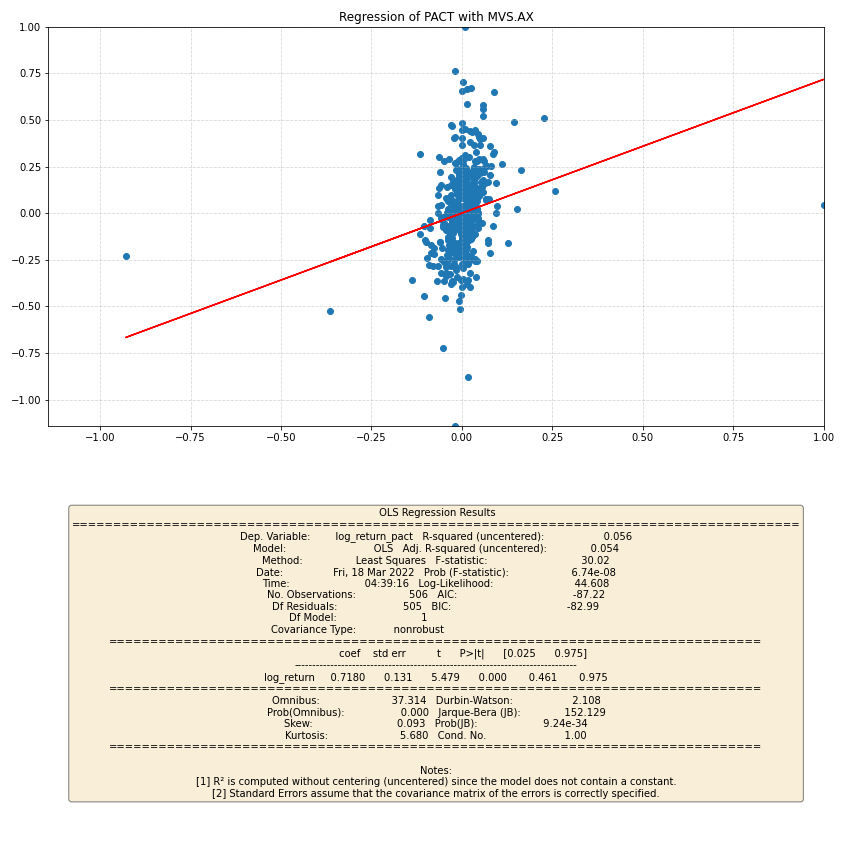 Regression of PACT with MVS.AX
1.00
0.75
0.50
0.25
0.00
−0.25
−0.50
−0.75
−1.00
−1.00 −0.75 −0.50 −0.25 0.00 0.25 0.50 0.75 1.00
OLS Regression Results
==============================================================================
Dep. Variable: log_return_pact R-squared (uncentered): 0.056
Model: OLS Adj. R-squared (uncentered): 0.054
Method: Least Squares F-statistic: 30.02
Date: Fri, 18 Mar 2022 Prob (F-statistic): 6.74e-08
Time: 04:39:16 Log-Likelihood: 44.608
No. Observations: 506 AIC: -87.22
Df Residuals: 505 BIC: -82.99
Df Model: 1
Covariance Type: nonrobust
==============================================================================
coef std err t P>|t| [0.025 0.975]
------------------------------------------------------------------------------
log_return 0.7180 0.131 5.479 0.000 0.461 0.975
==============================================================================
Omnibus: 37.314 Durbin-Watson: 2.108
Prob(Omnibus): 0.000 Jarque-Bera (JB): 152.129
Skew: 0.093 Prob(JB): 9.24e-34
Kurtosis: 5.680 Cond. No. 1.00
==============================================================================
Notes:
[1] R² is computed without centering (uncentered) since the model does not contain a constant.
[2] Standard Errors assume that the covariance matrix of the errors is correctly specified.